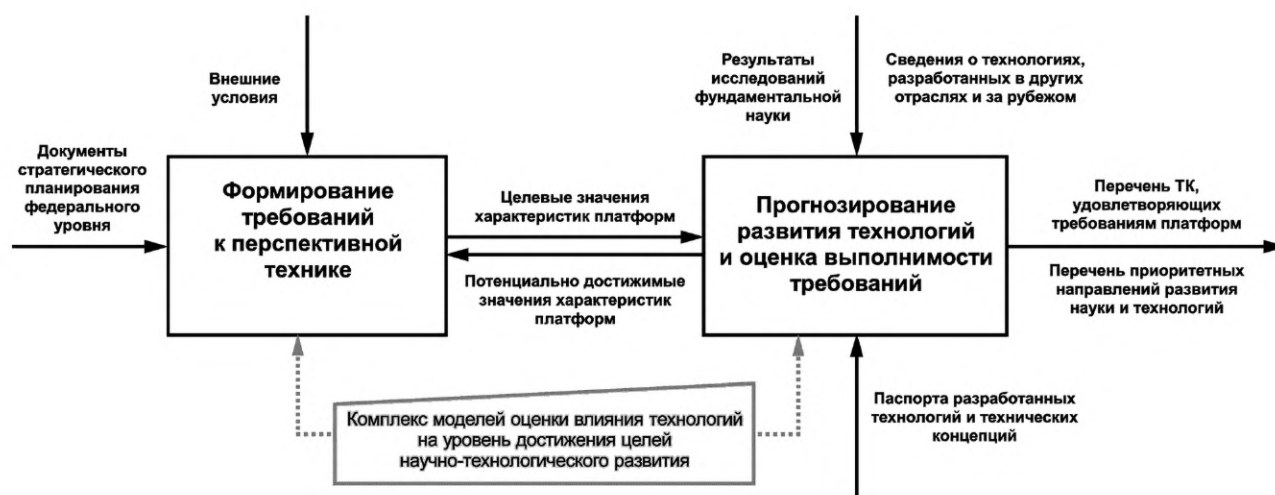 Внешние
условия
Результаты
исследований
фундаментальной
науки
Сведения о технологиях,
разработанных в других
отраслях и за рубежом
Документы
стратегического
планирования
федерального
уровня
Формирование
требований
к перспективной
технике
Целевые значения
характеристик платформ
Потенциально достижимые
значения характеристик
платформ
Прогнозирование
развития технологий
и оценка выполнимости
требований
Перечень ТК,
удовлетворяющих
требованиям платформ
Перечень приоритетных
направлений развития
науки и технологий
Комплекс моделей оценки влияния технологий
на уровень достижения целей
научно-технологического развития
Паспорта разработанных
технологий и технических
концепций